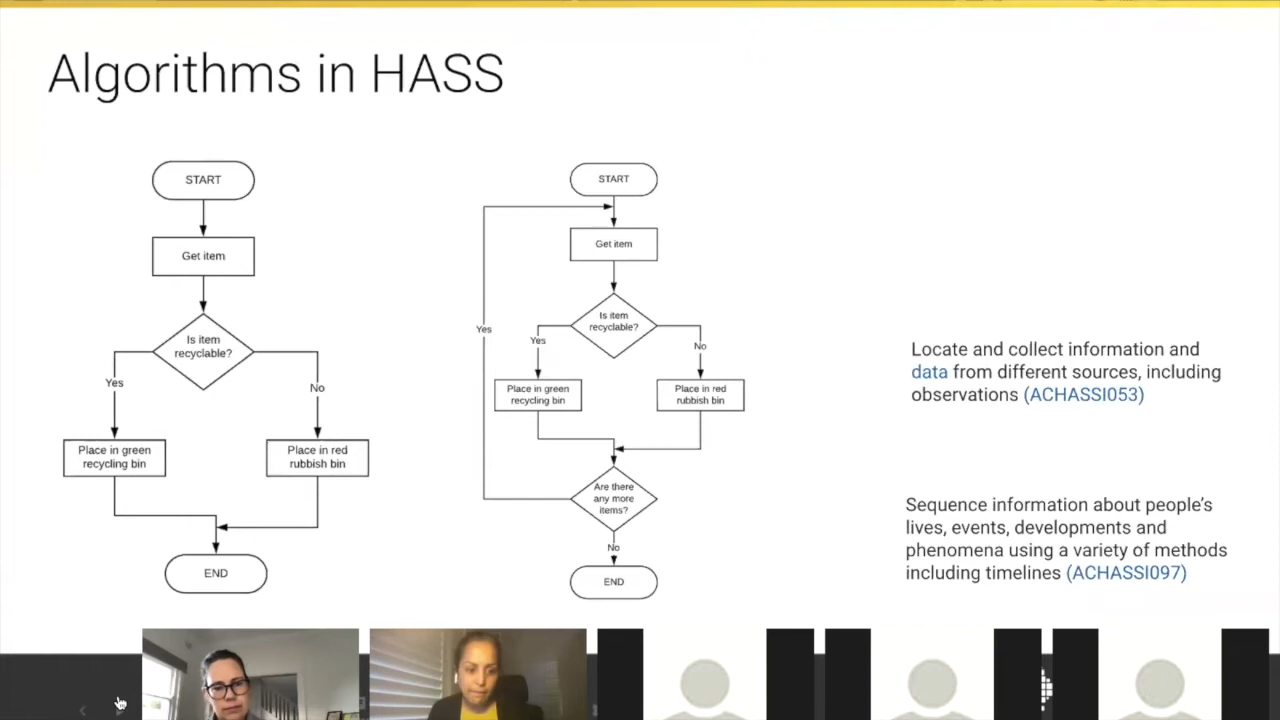 Algorithms in HASS
START
Get item
Is item
recyclable?
Yes
No
Place in green
recycling bin
Place in red
rubbish bin
END
START
Get item
Is item
recyclable?
Yes
Yes
No
Place in green
recycling bin
Place in red
rubbish bin
Are there
any more
items?
No
END
Locate and collect information and
data from different sources, including
observations (ACHASSI053)
Sequence information about people's
lives, events, developments and
phenomena using a variety of methods
including timelines (ACHASSI097)